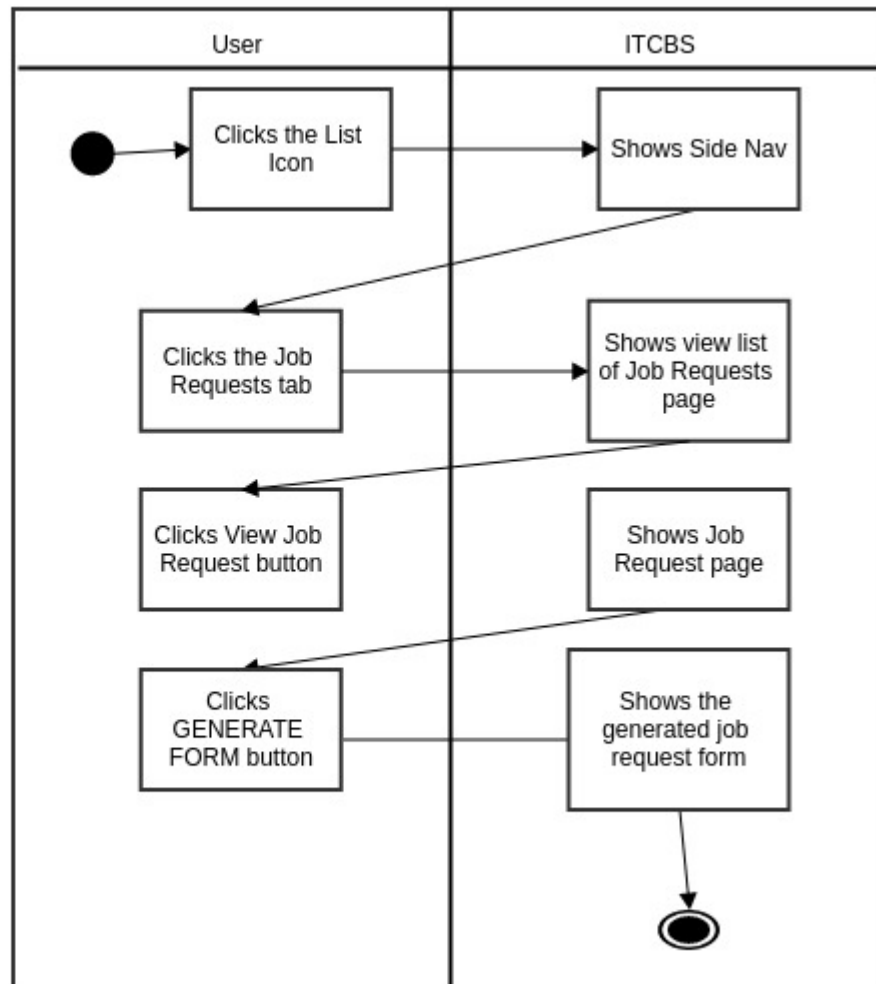 User
ITCBS
Clicks the List
Icon
Shows Side Nav
Clicks the Job
Requests tab
Shows view list
of Job Requests
page
Clicks View Job
Request button
Shows Job
Request page
Clicks
GENERATE
FORM button
Shows the
generated job
request form